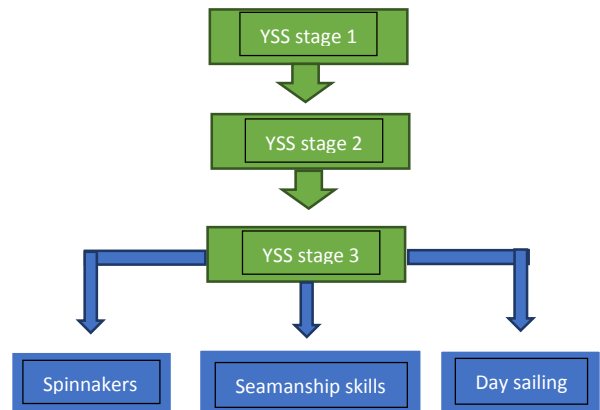 YSS stage 1
YSS stage 2
YSS stage 3
Spinnakers
Seamanship skills
Day sailing